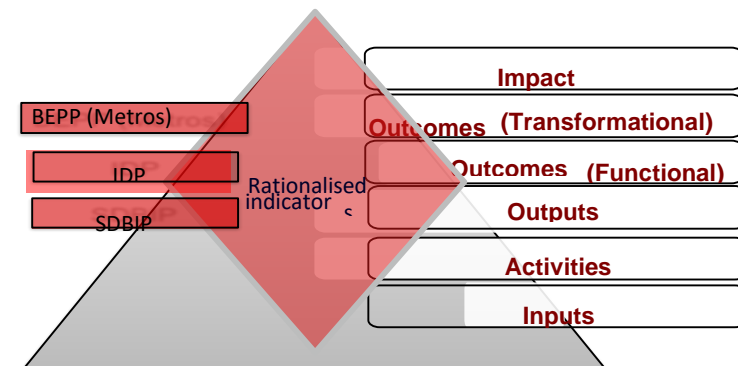 Impact
BEPP (Metros)
Outcomes (Transformational)
IDP
Outcomes (Functional)
Rationalised
indicator
s
SDBIP
Outputs
Activities
Inputs